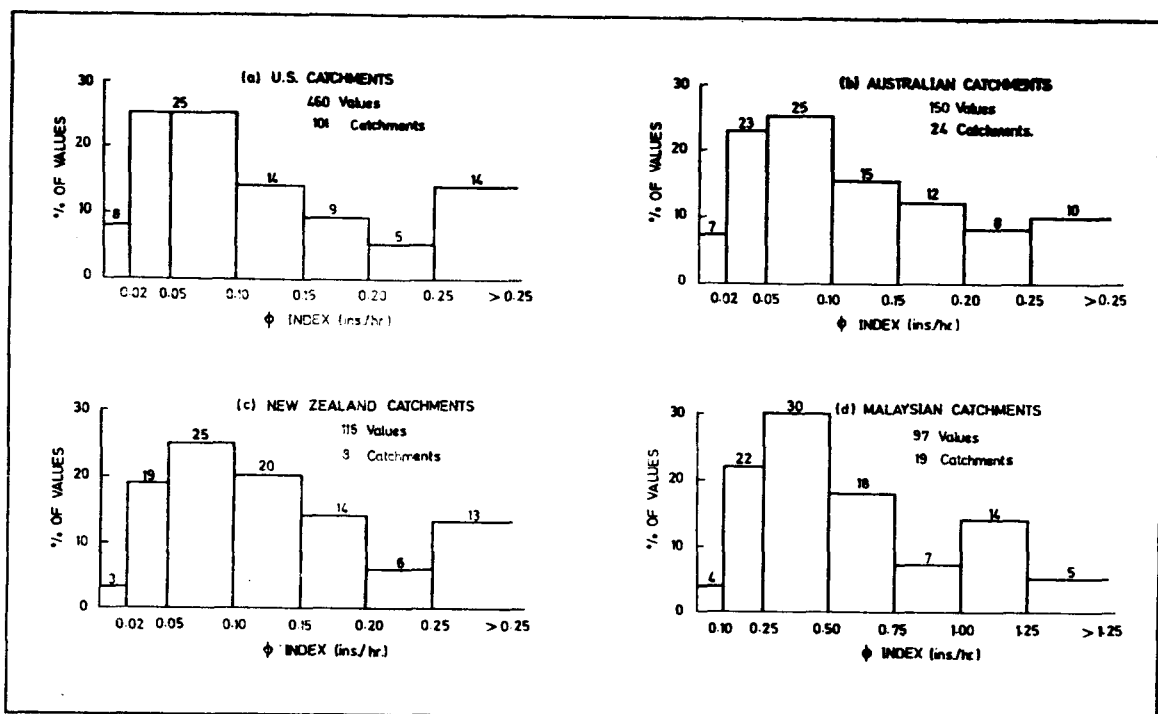 (a) U.S. CATCHMENTS
460 Values
101 Catchments
% OF VALUES
30
20
10
0
8
25
14
9
5
14
0.02 0.05 0.10 0.15 0.20 0.25 > 0.25
ϕ INDEX (ins./hr.)
(b) AUSTRALIAN CATCHMENTS
150 Values
24 Catchments.
% OF VALUES
30
20
10
0
7
23
25
15
12
8
10
0.02 0.05 0.10 0.15 0.20 0.25 > 0.25
ϕ INDEX (ins./hr.)
(c) NEW ZEALAND CATCHMENTS
115 Values
3 Catchments
% OF VALUES
30
20
10
0
3
19
25
20
14
6
13
0.02 0.05 0.10 0.15 0.20 0.25 > 0.25
ϕ INDEX (ins./hr.)
(d) MALAYSIAN CATCHMENTS
97 Values
19 Catchments
% OF VALUES
30
20
10
0
4
22
30
18
7
14
5
0.10 0.25 0.50 0.75 1.00 1.25 > 1.25
ϕ INDEX (ins./hr.)